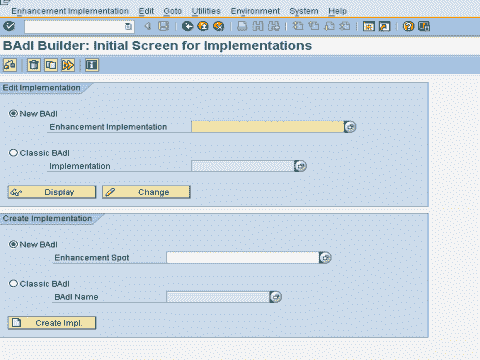 Enhancement Implementation Edit Goto Utilities Environment System Help
BAdI Builder: Initial Screen for Implementations
Edit Implementation
New BAdI
Enhancement Implementation
Classic BAdI
Implementation
Display Change
Create Implementation
New BAdI
Enhancement Spot
Classic BAdI
BAdI Name
Create Impl.